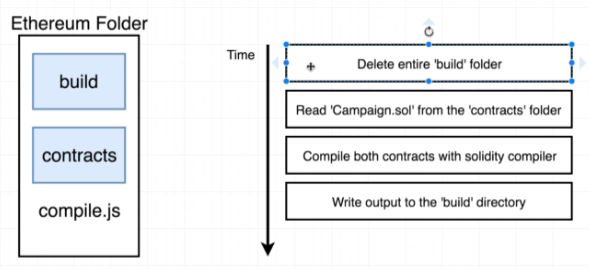 Ethereum Folder
build
contracts
compile.js
Time
Delete entire 'build' folder
Read 'Campaign.sol' from the 'contracts' folder
Compile both contracts with solidity compiler
Write output to the 'build' directory